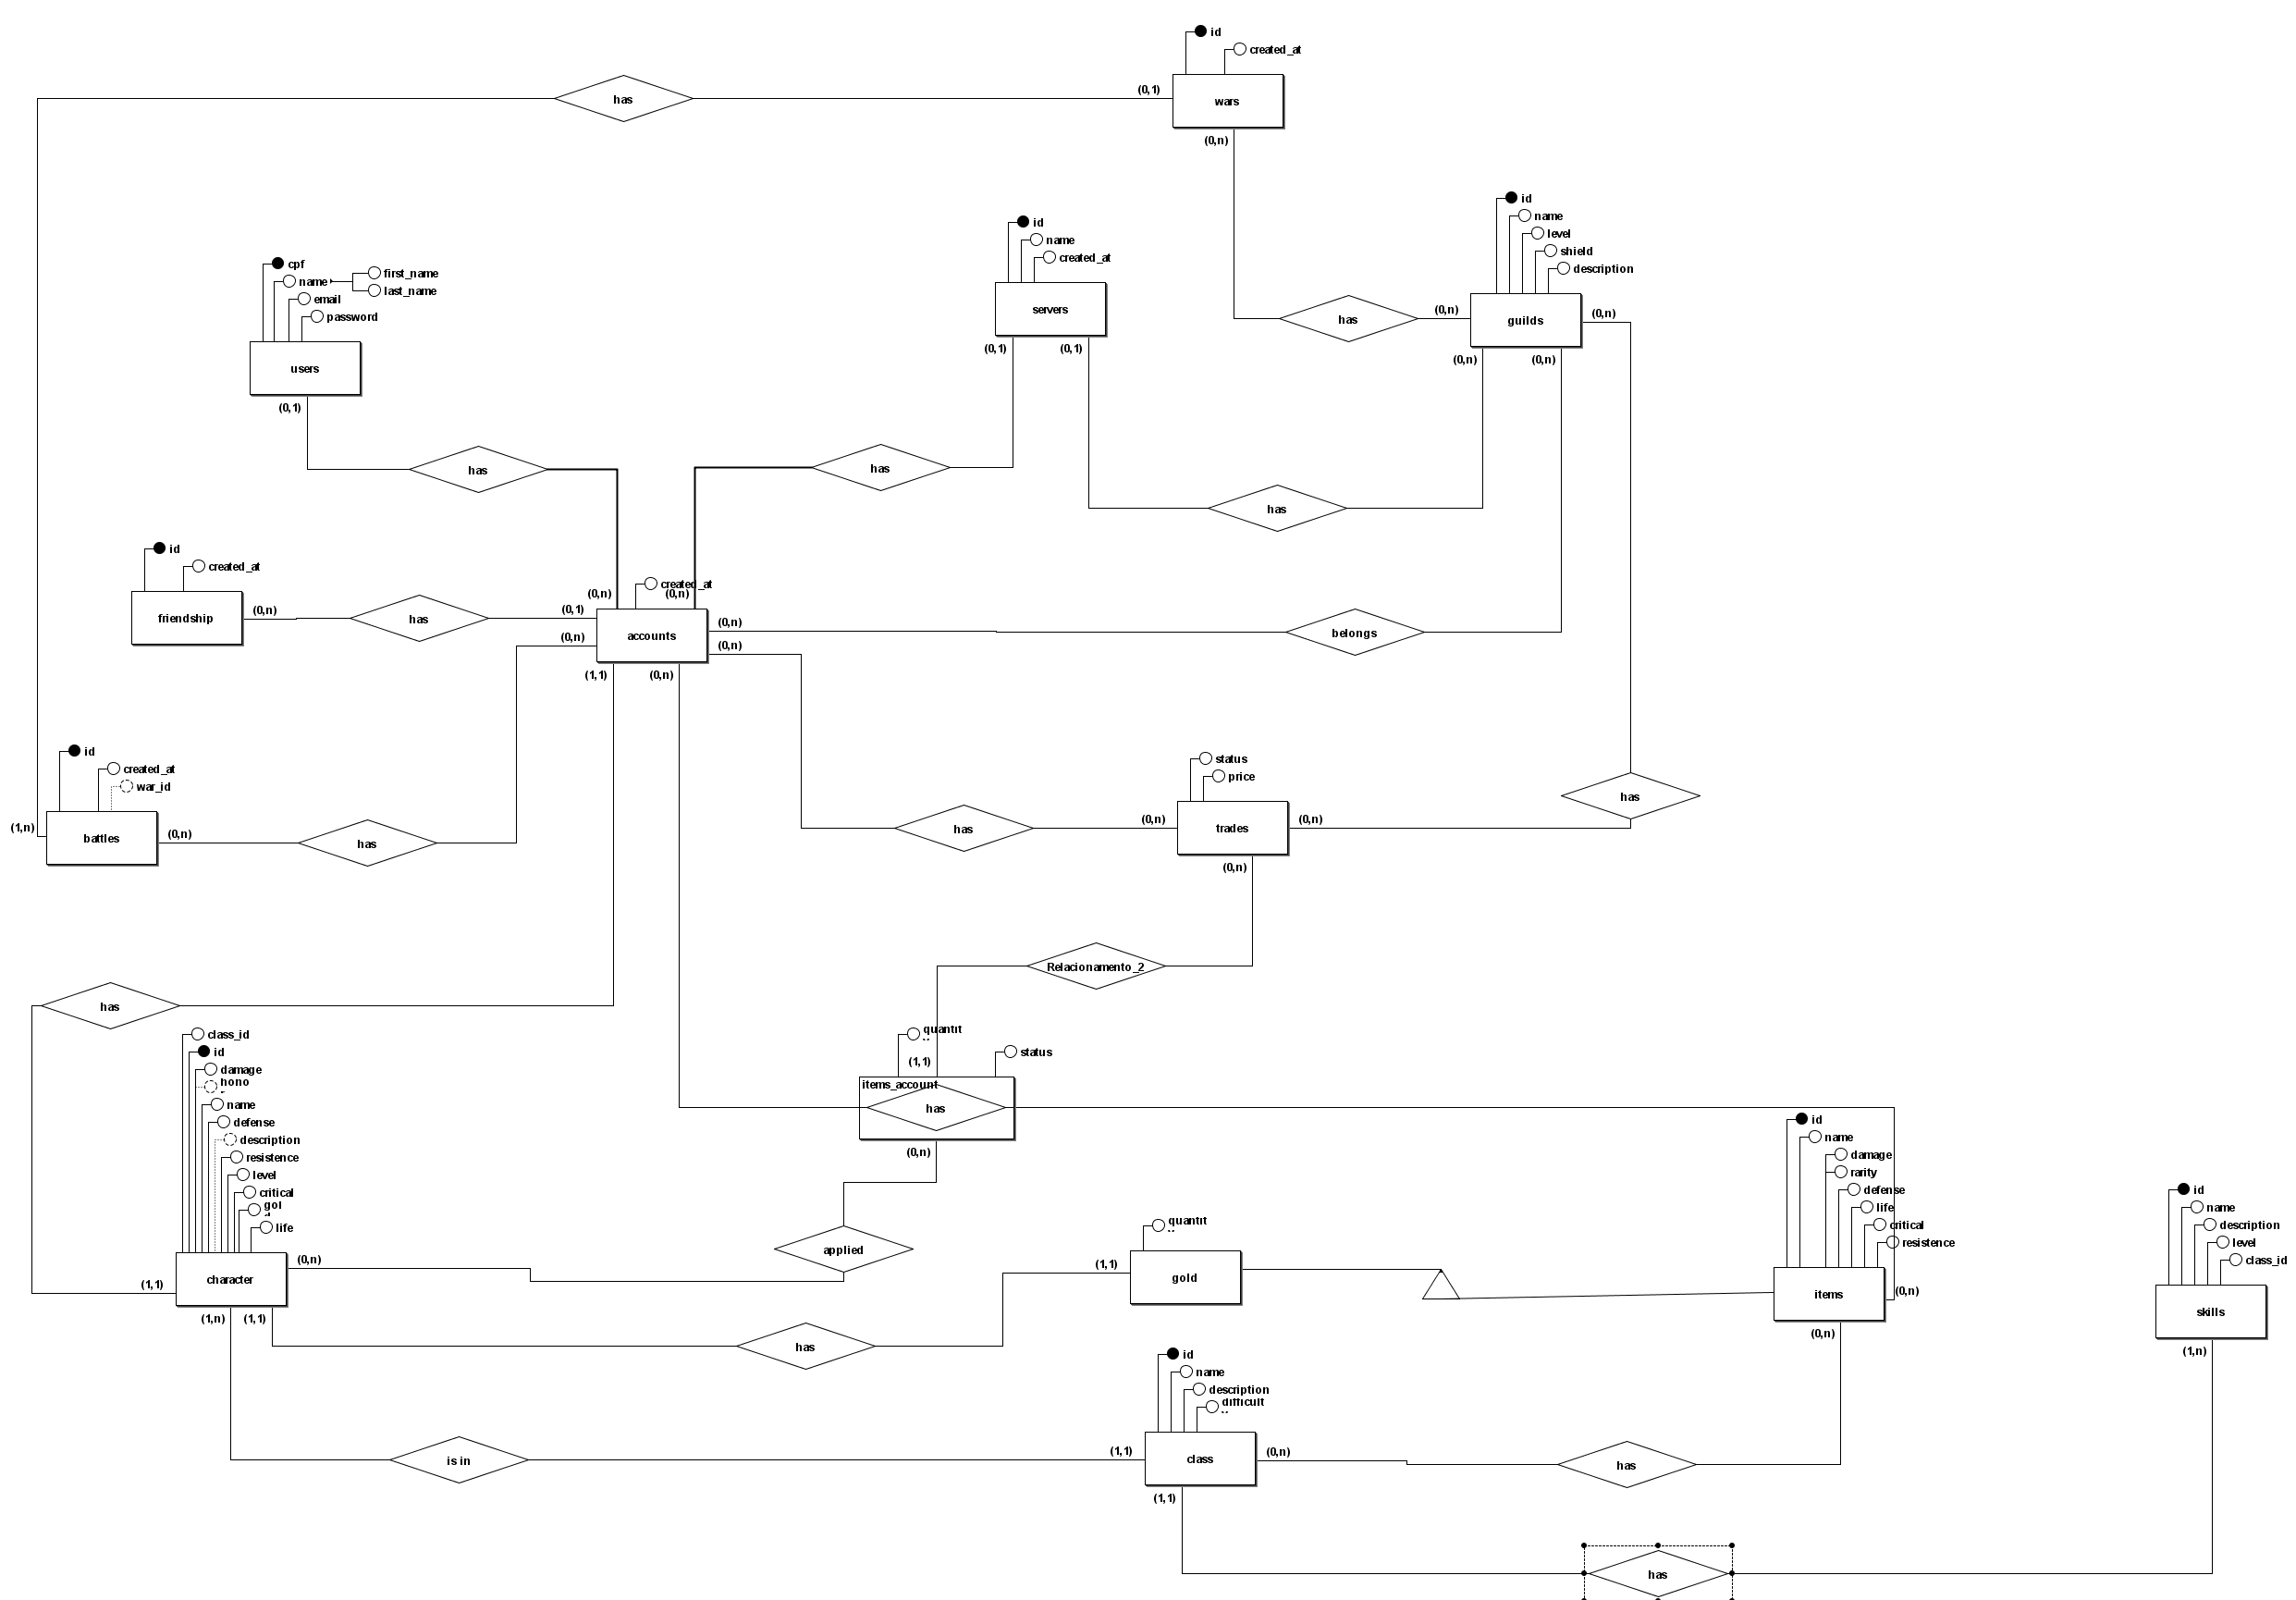 id
created_at
has
(0,1)
wars
(0,n)
id
name
level
shield
description
id
name
created_at
cpf
name
first_name
last_name
email
password
servers
has
(0,n)
guilds
(0,n)
(0,1)
(0,1)
(0,n)
(0,n)
users
(0,1)
has
has
has
id
created_at
created_at
(0,n)
(0,n)
friendship
(0,n)
has
(0,1)
accounts
(0,n)
belongs
(0,n)
(0,n)
(1,1)
(0,n)
id
created_at
war_id
status
price
has
(1,n)
battles
(0,n)
has
has
(0,n)
trades
(0,n)
(0,n)
Relacionamento_2
has
class_id
id
damage
name
defense
description
resistence
level
critical
life
status
(1,1)
items_account
has
(0,n)
id
name
damage
rarity
defense
life
critical
resistence
id
name
description
level
class_id
character
(0,n)
(1,1)
(1,n)
(1,1)
applied
(1,1)
gold
items
(0,n)
(0,n)
skills
(1,n)
has
id
name
description
is in
(1,1)
class
(0,n)
has
(1,1)
has